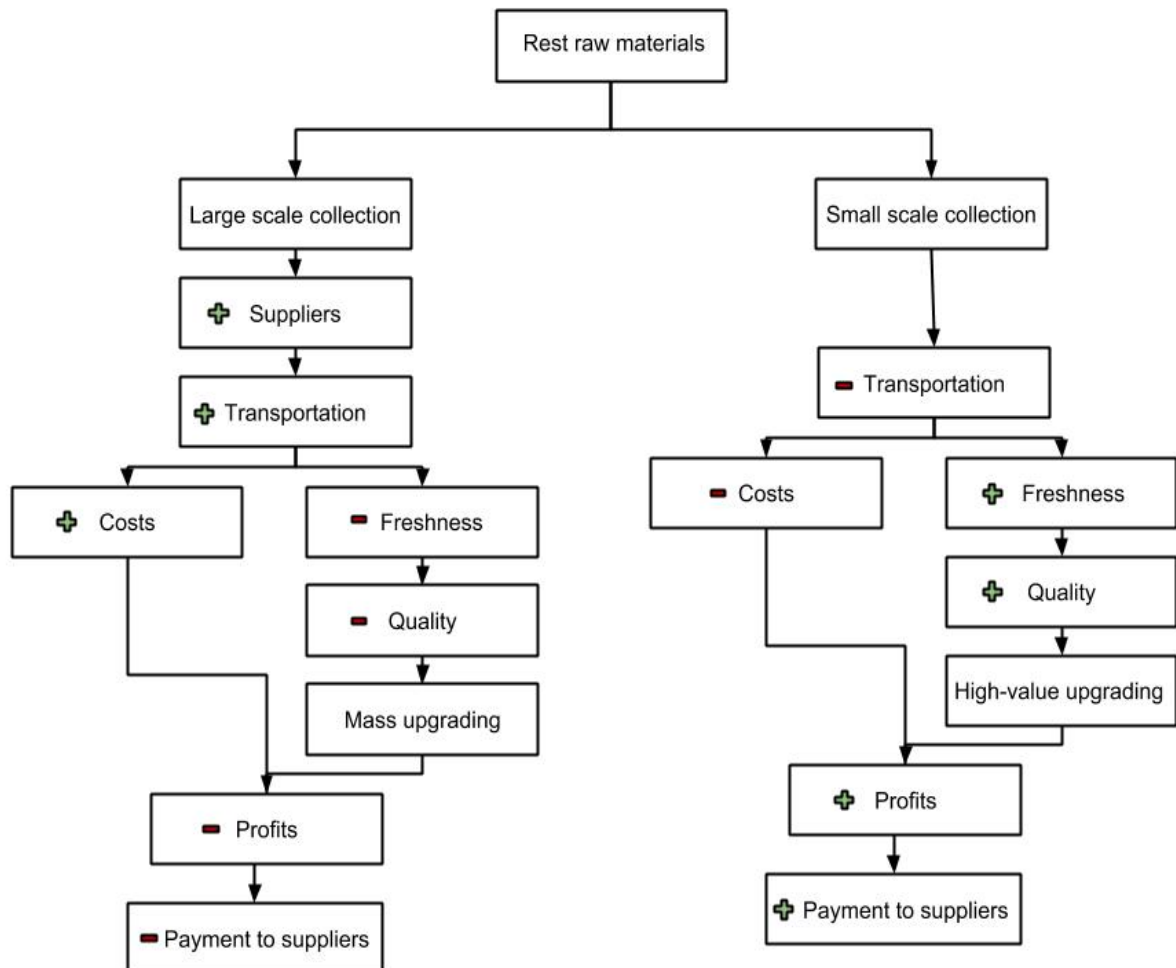 Rest raw materials
Large scale collection
Small scale collection
Suppliers
Transportation
Transportation
Costs
Freshness
Costs
Freshness
Quality
Quality
Mass upgrading
High-value upgrading
Profits
Profits
Payment to suppliers
Payment to suppliers